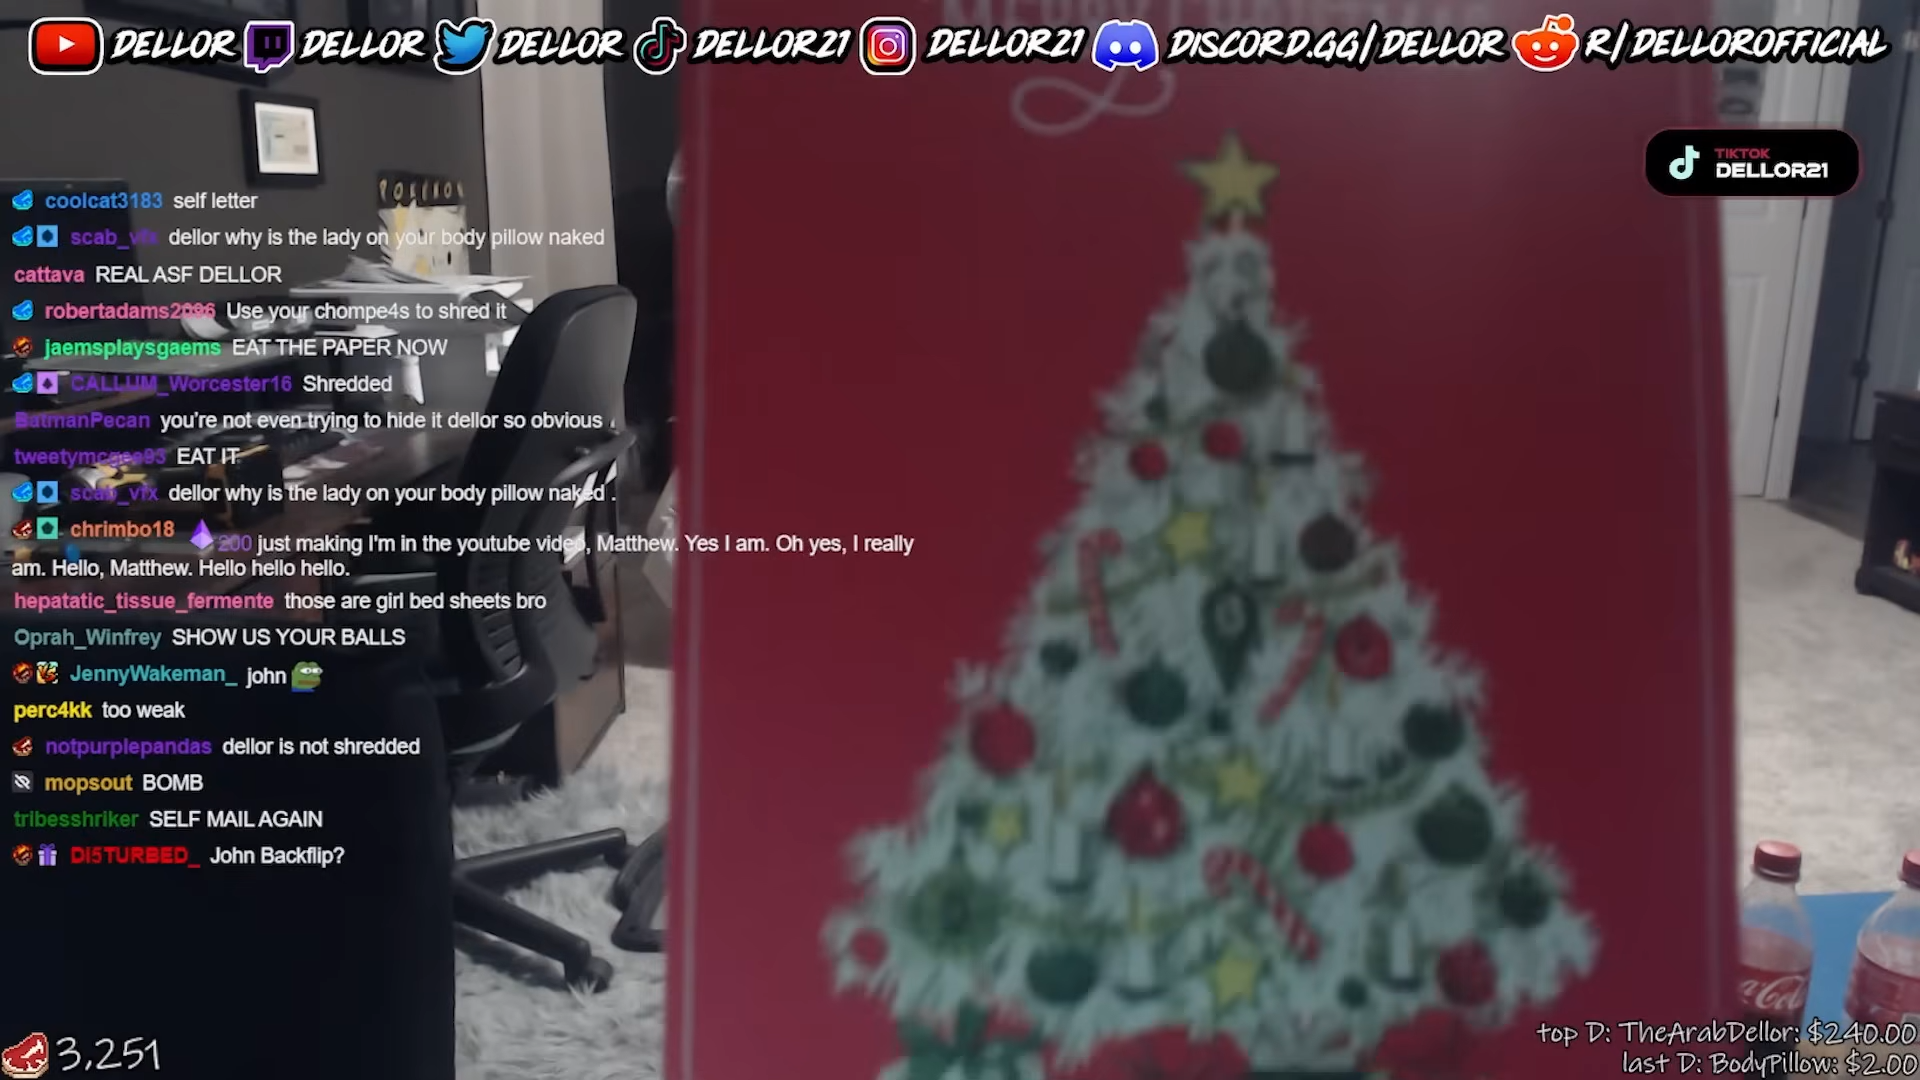 DELLOR DELLOR DELLOR DELLOR21 DELLOR21 DISCORD.GG/DELLOR R/DELLOROFFICIAL
MERRY CHRISTMAS
TIKTOK
DELLOR21
POKEMON
coolcat3183 self letter
scab_vfx dellor why is the lady on your body pillow naked
cattava REAL ASF DELLOR
robertadams2096 Use your chompe4s to shred it
jaemsplaysgaems EAT THE PAPER NOW
CALLUM_Worcester16 Shredded
BatmanPecan you're not even trying to hide it dellor so obvious
tweetymcgee93 EAT IT
scab_vfx dellor why is the lady on your body pillow naked .
chrimbo18 200 just making I'm in the youtube video, Matthew. Yes I am. Oh yes, I really
am. Hello, Matthew. Hello hello hello.
hepatatic_tissue_fermente those are girl bed sheets bro
Oprah_Winfrey SHOW US YOUR BALLS
JennyWakeman_ john
perc4kk too weak
notpurplepandas dellor is not shredded
mopsout BOMB
tribesshriker SELF MAIL AGAIN
DI5TURBED_ John Backflip?
Coca
3,251
top D: TheArabDellor: $240.00
last D: BodyPillow: $2.00